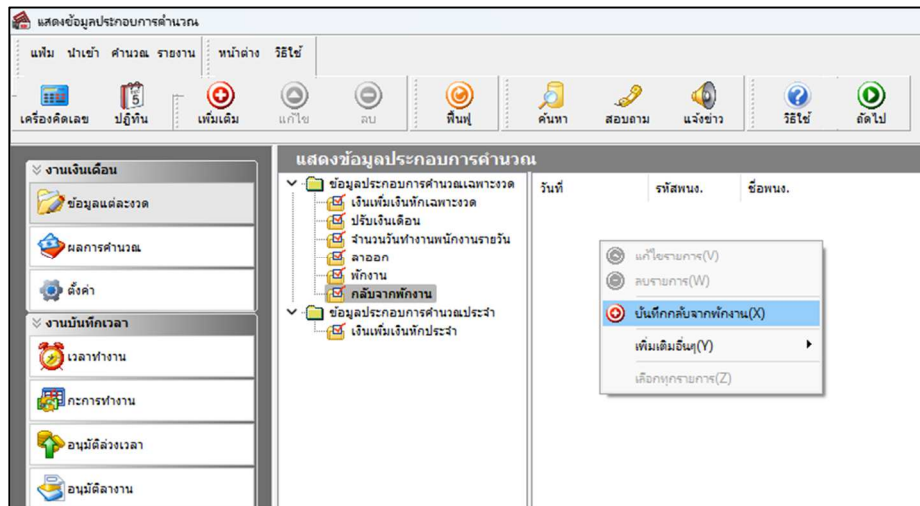 แสดงข้อมูลประกอบการคำนวณ
แฟ้ม นำเข้า คำนวณ รายงาน หน้าต่าง วิธีใช้
5
เครื่องคิดเลข ปฏิทิน เพิ่มเติม แก้ไข ลบ ฟื้นฟู ค้นหา สอบถาม แจ้งข่าว วิธีใช้ ถัดไป
งานเงินเดือน
ข้อมูลแต่ละงวด
ผลการคำนวณ
ตั้งค่า
งานบันทึกเวลา
เวลาทำงาน
กะการทำงาน
อนุมัติล่วงเวลา
อนุมัติลางาน
แสดงข้อมูลประกอบการคำนวณ
ข้อมูลประกอบการคำนวณเฉพาะงวด
เงินเพิ่มเงินหักเฉพาะงวด
ปรับเงินเดือน
จำนวนวันทำงานพนักงานรายวัน
ลาออก
พักงาน
กลับจากพักงาน
ข้อมูลประกอบการคำนวณประจำ
เงินเพิ่มเงินหักประจำ
วันที่ รหัสพนง. ชื่อพนง.
แก้ไขรายการ(V)
ลบรายการ(W)
บันทึกกลับจากพักงาน(X)
เพิ่มเติมอื่นๆ(Y)
เลือกทุกรายการ(Z)